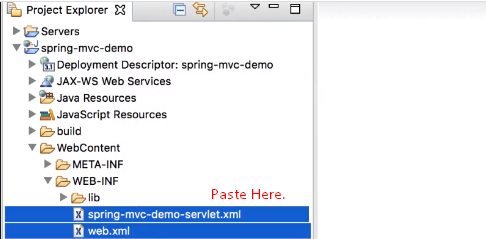 Project Explorer
Servers
spring-mvc-demo
Deployment Descriptor: spring-mvc-demo
JAX-WS Web Services
Java Resources
JavaScript Resources
build
WebContent
META-INF
WEB-INF
Paste Here.
lib
spring-mvc-demo-servlet.xml
web.xml